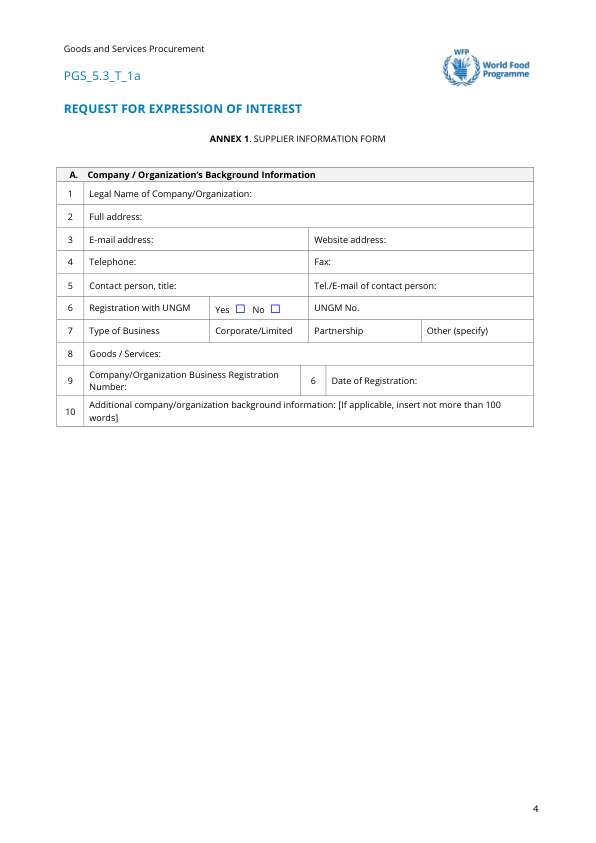 Goods and Services Procurement
WFP
World Food
Programme
PGS_5.3_T_1a
REQUEST FOR EXPRESSION OF INTEREST
ANNEX 1. SUPPLIER INFORMATION FORM
A. Company / Organization's Background Information
1 Legal Name of Company/Organization:
2 Full address:
3 E-mail address: Website address:
4 Telephone: Fax:
5 Contact person, title: Tel./E-mail of contact person:
6 Registration with UNGM Yes ☐ No ☐ UNGM No.
7 Type of Business Corporate/Limited Partnership Other (specify)
8 Goods / Services:
9 Company/Organization Business Registration
Number: 6 Date of Registration:
10 Additional company/organization background information: [If applicable, insert not more than 100
words]
4